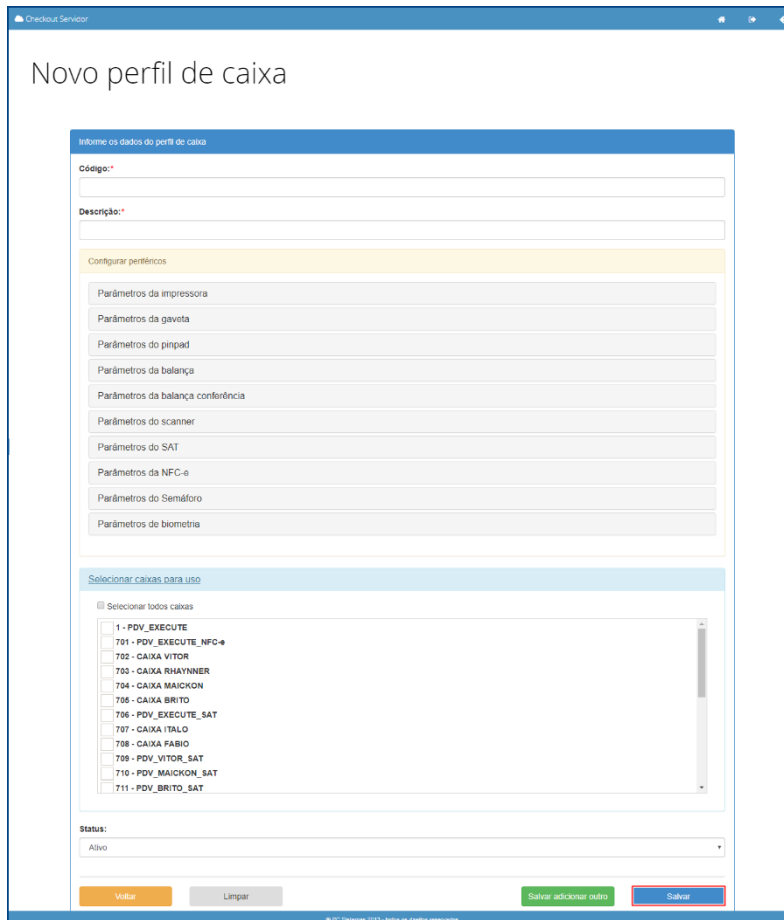 Checkout Servidor
Novo perfil de caixa
Informe os dados do perfil de caixa
Código:*
Descrição:*
Configurar periféricos
Parâmetros da impressora
Parâmetros da gaveta
Parâmetros do pinpad
Parâmetros da balança
Parâmetros da balança conferência
Parâmetros do scanner
Parâmetros do SAT
Parâmetros da NFC-e
Parâmetros do Semáforo
Parâmetros de biometria
Selecionar caixas para uso
Selecionar todos caixas
1 - PDV_EXECUTE
701 - PDV_EXECUTE_NFC-e
702 - CAIXA VITOR
703 - CAIXA RHAYNNER
704 - CAIXA MAICKON
705 - CAIXA BRITO
706 - PDV_EXECUTE_SAT
707 - CAIXA ITALO
708 - CAIXA FABIO
709 - PDV_VITOR_SAT
710 - PDV_MAICKON_SAT
711 - PDV_BRITO_SAT
Status:
Ativo
Voltar Limpar Salvar adicionar outro Salvar